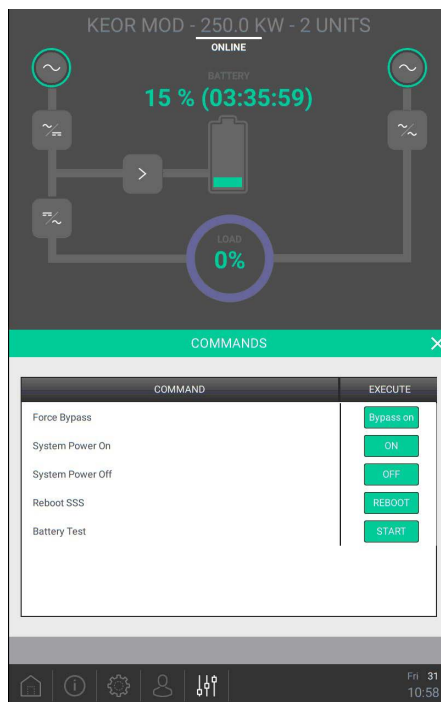 KEOR MOD - 250.0 KW - 2 UNITS
ONLINE
BATTERY
15 % (03:35:59)
LOAD
0%
COMMANDS
COMMAND EXECUTE
Force Bypass Bypass on
System Power On ON
System Power Off OFF
Reboot SSS REBOOT
Battery Test START
Fri 31
10:58